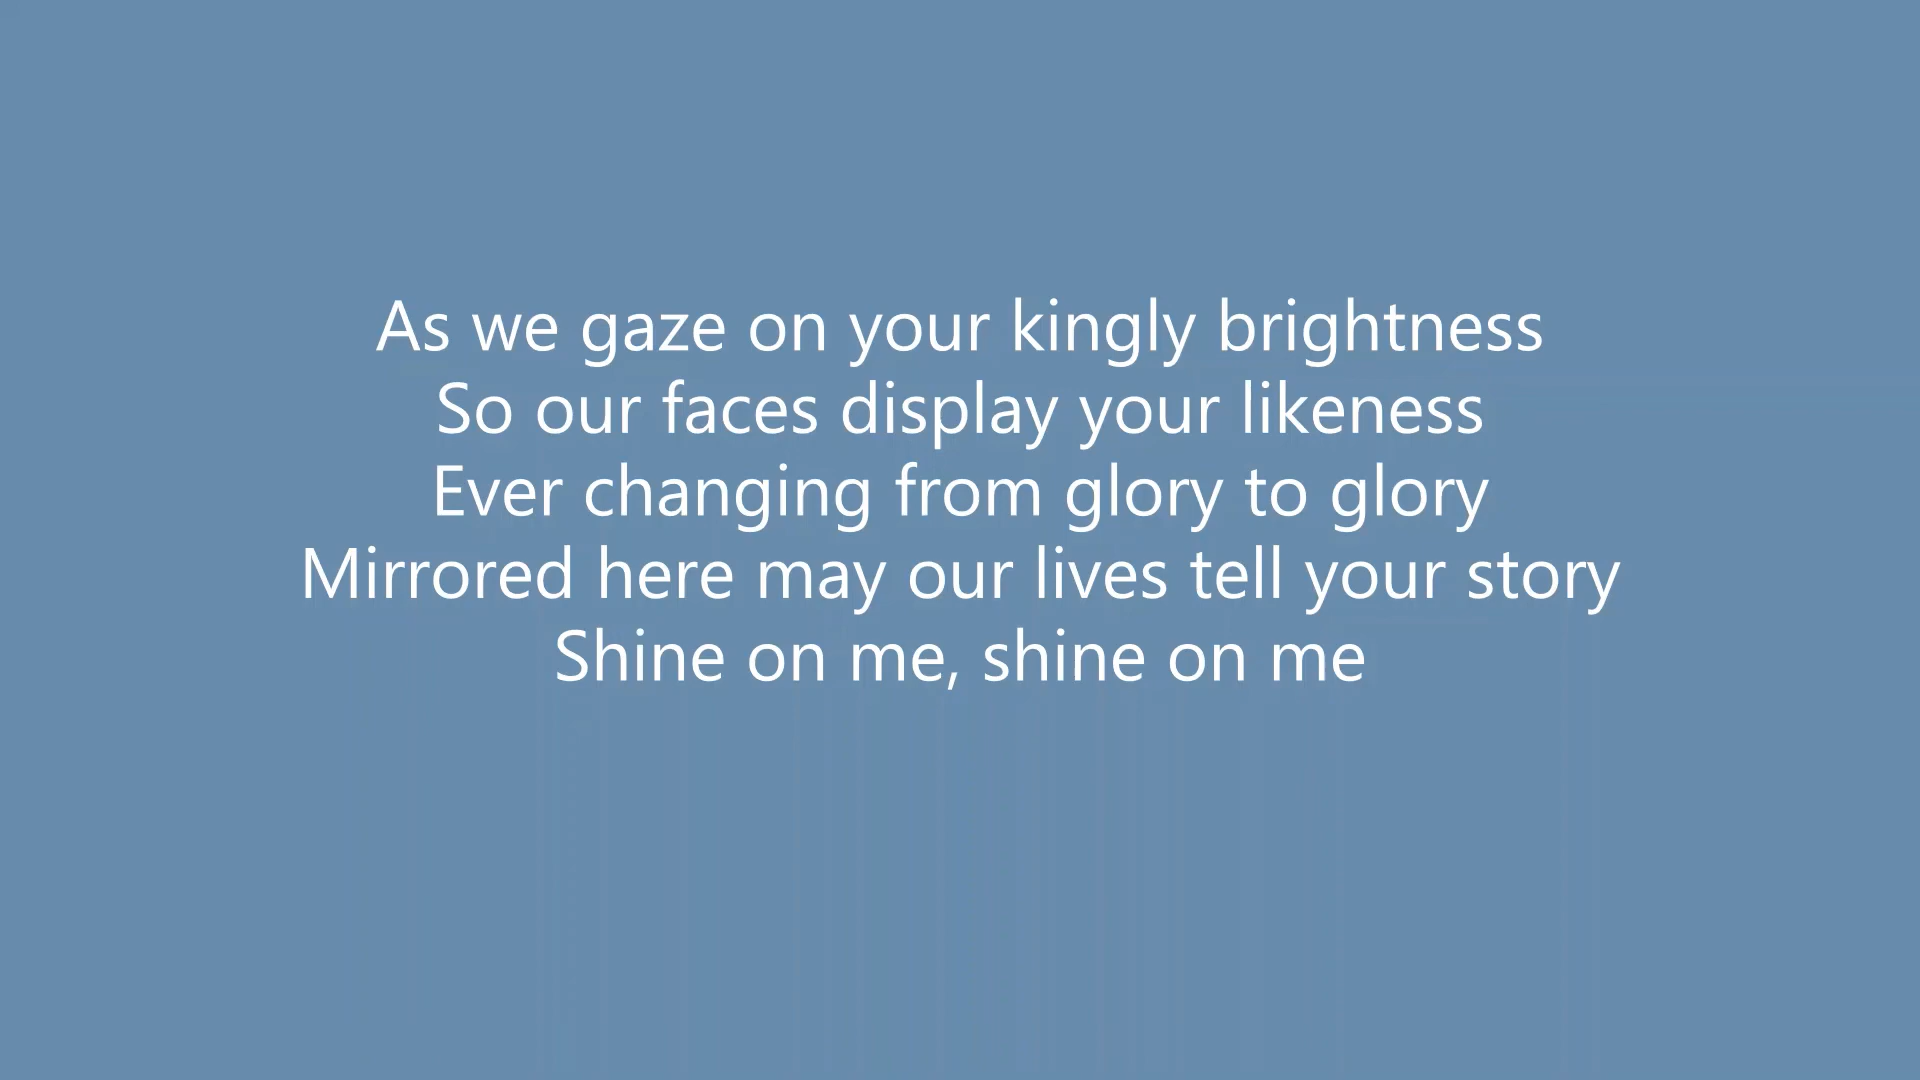 As we gaze on your kingly brightness
So our faces display your likeness
Ever changing from glory to glory
Mirrored here may our lives tell your story
Shine on me, shine on me